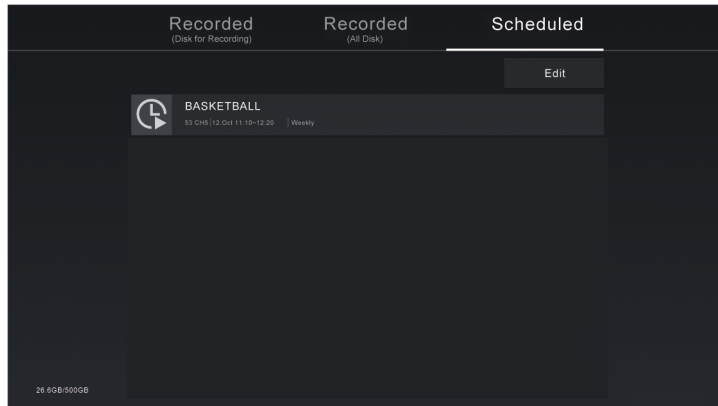 Recorded
(Disk for Recording)
Recorded
(All Disk)
Scheduled
Edit
BASKETBALL
53 CH5 | 12.Oct 11:10~12:20 | Weekly
26.6GB/500GB